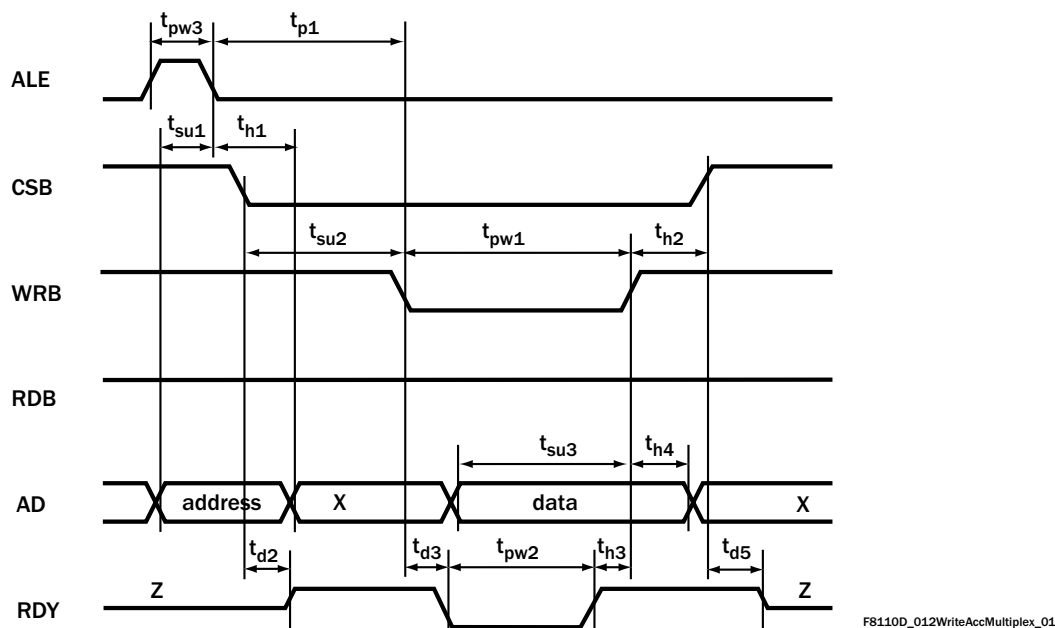 tpw3 tp1
ALE
tsu1 th1
CSB
tsu2 tpw1 th2
WRB
RDB
tsu3 th4
AD address X data X
td2 td3 tpw2 th3 td5
Z Z
RDY
F8110D_012WriteAccMultiplex_01